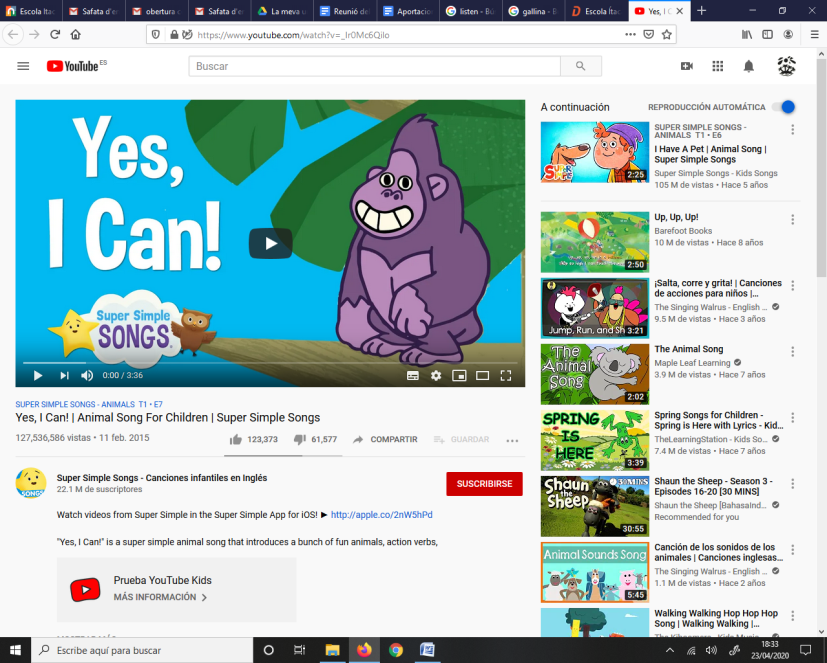 Escola Ítac
Safata d'er
obertura c
Safata d'er
La meva u
Reunió de
Aportacio
listen - Bú
gallina - B
Escola Ítac
Yes, I C
https://www.youtube.com/watch?v=_Ir0Mc6Qilo
YouTube ES
Buscar
Yes,
I Can!
Super Simple
SONGS
0:00 / 3:36
SUPER SIMPLE SONGS - ANIMALS T1 • E7
Yes, I Can! | Animal Song For Children | Super Simple Songs
127,536,586 vistas • 11 feb. 2015
123,373
61,577
COMPARTIR
GUARDAR
SONGS
Super Simple Songs - Canciones infantiles en Inglés
22.1 M de suscriptores
SUSCRIBIRSE
Watch videos from Super Simple in the Super Simple App for iOS! ► http://apple.co/2nW5hPd
"Yes, I Can!" is a super simple animal song that introduces a bunch of fun animals, action verbs,
Prueba YouTube Kids
MÁS INFORMACIÓN
MOSTRAR MÁS
A continuación
REPRODUCCIÓN AUTOMÁTICA
2:25
SUPER SIMPLE SONGS -
ANIMALS T1 • E6
I Have A Pet | Animal Song |
Super Simple Songs
Super Simple Songs - Kids Songs
105 M de vistas • Hace 5 años
2:50
Up, Up, Up!
Barefoot Books
10 M de vistas • Hace 8 años
Jump, Run, and Sh 3:21
¡Salta, corre y grita! | Canciones
de acciones para niños |...
The Singing Walrus - English ...
9.5 M de vistas • Hace 3 años
The
Animal
Song
2:02
The Animal Song
Maple Leaf Learning
3.9 M de vistas • Hace 7 años
SPRING
IS
HERE
3:39
Spring Songs for Children -
Spring is Here with Lyrics - Kid...
TheLearningStation - Kids So...
7.4 M de vistas • Hace 7 años
Shaun
the Sheep
30MINS
30:55
Shaun the Sheep - Season 3 -
Episodes 16-20 [30 MINS]
Shaun the Sheep [Bahasaind...
Recommended for you
Animal Sounds Song
5:45
Canción de los sonidos de los
animales | Canciones inglesas...
The Singing Walrus - English ...
1.1 M de vistas • Hace 2 años
Walking Walking Hop Hop Hop
Song | Walking Walking |...
Escribe aquí para buscar
18:33
23/04/2020